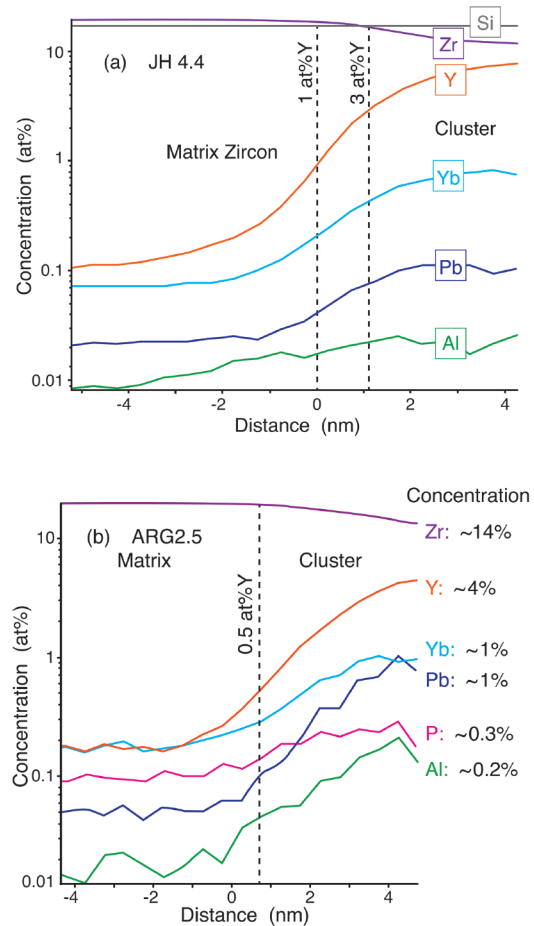 Si
10
Zr
(a) JH 4.4
1 at%Y
3 at%Y
Y
Matrix Zircon
Cluster
1
Yb
Concentration (at%)
0.1
Pb
Al
0.01
-4
-2
0
2
4
Distance (nm)
Concentration
10
(b) ARG2.5
Matrix
Cluster
Zr: ~14%
0.5 at%Y
Y: ~4%
Concentration (at%)
1
Yb: ~1%
Pb: ~1%
P: ~0.3%
0.1
Al: ~0.2%
0.01
-4
-2
0
2
4
Distance (nm)